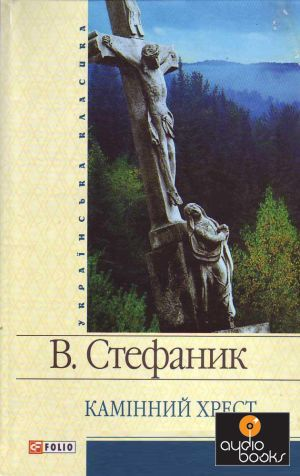 УКРАЇНСЬКА КЛАСИКА
В. Стефаник
КАМІННИЙ ХРЕСТ
FOLIO
audio
books